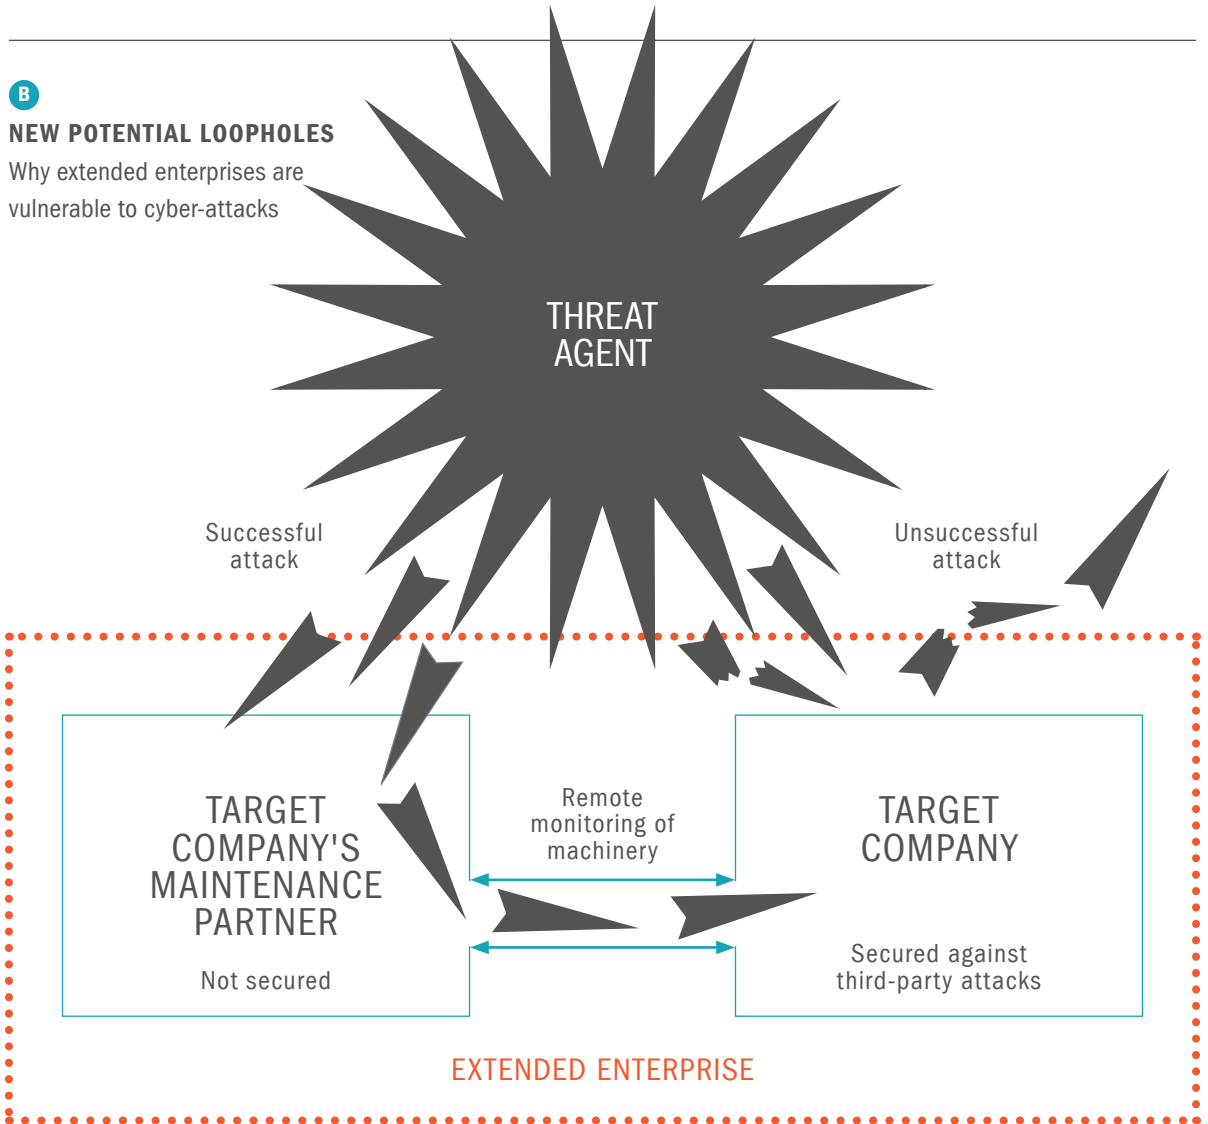 B
NEW POTENTIAL LOOPHOLES
Why extended enterprises are
vulnerable to cyber-attacks
THREAT
AGENT
Successful
attack
Unsuccessful
attack
TARGET
COMPANY'S
MAINTENANCE
PARTNER
Not secured
Remote
monitoring of
machinery
TARGET
COMPANY
Secured against
third-party attacks
EXTENDED ENTERPRISE